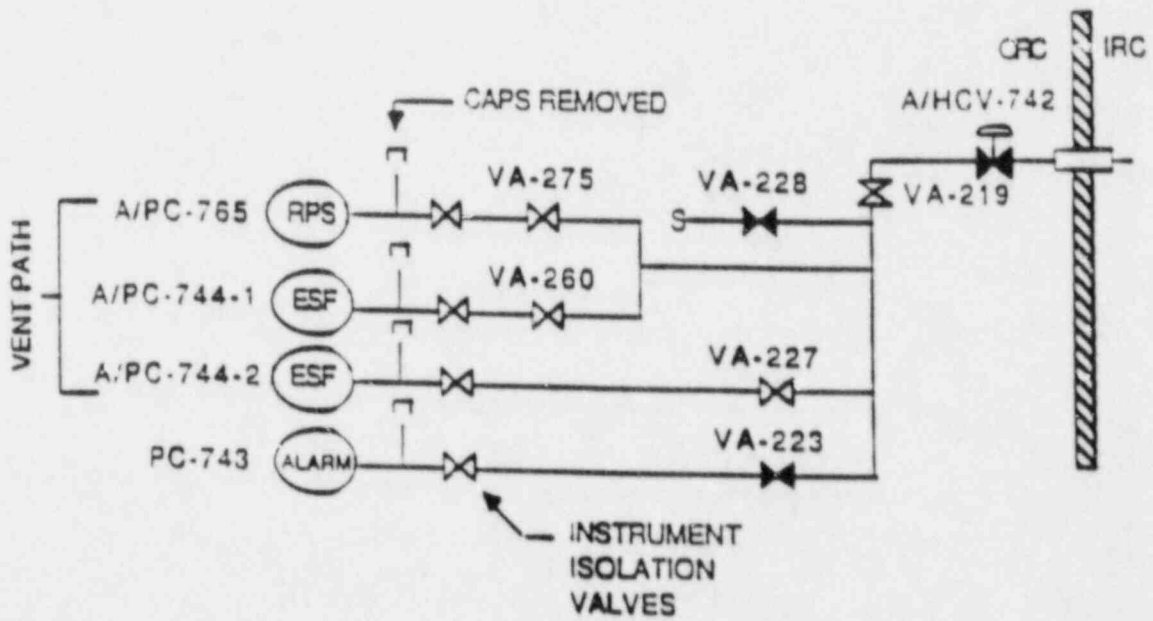 CAPS REMOVED
ORC
IRC
A/HCV-742
VA-275
VA-228
VA-219
A/PC-765
RPS
S
VENT PATH
VA-260
A/PC-744-1
ESF
VA-227
A/PC-744-2
ESF
VA-223
PC-743
ALARM
INSTRUMENT
ISOLATION
VALVES